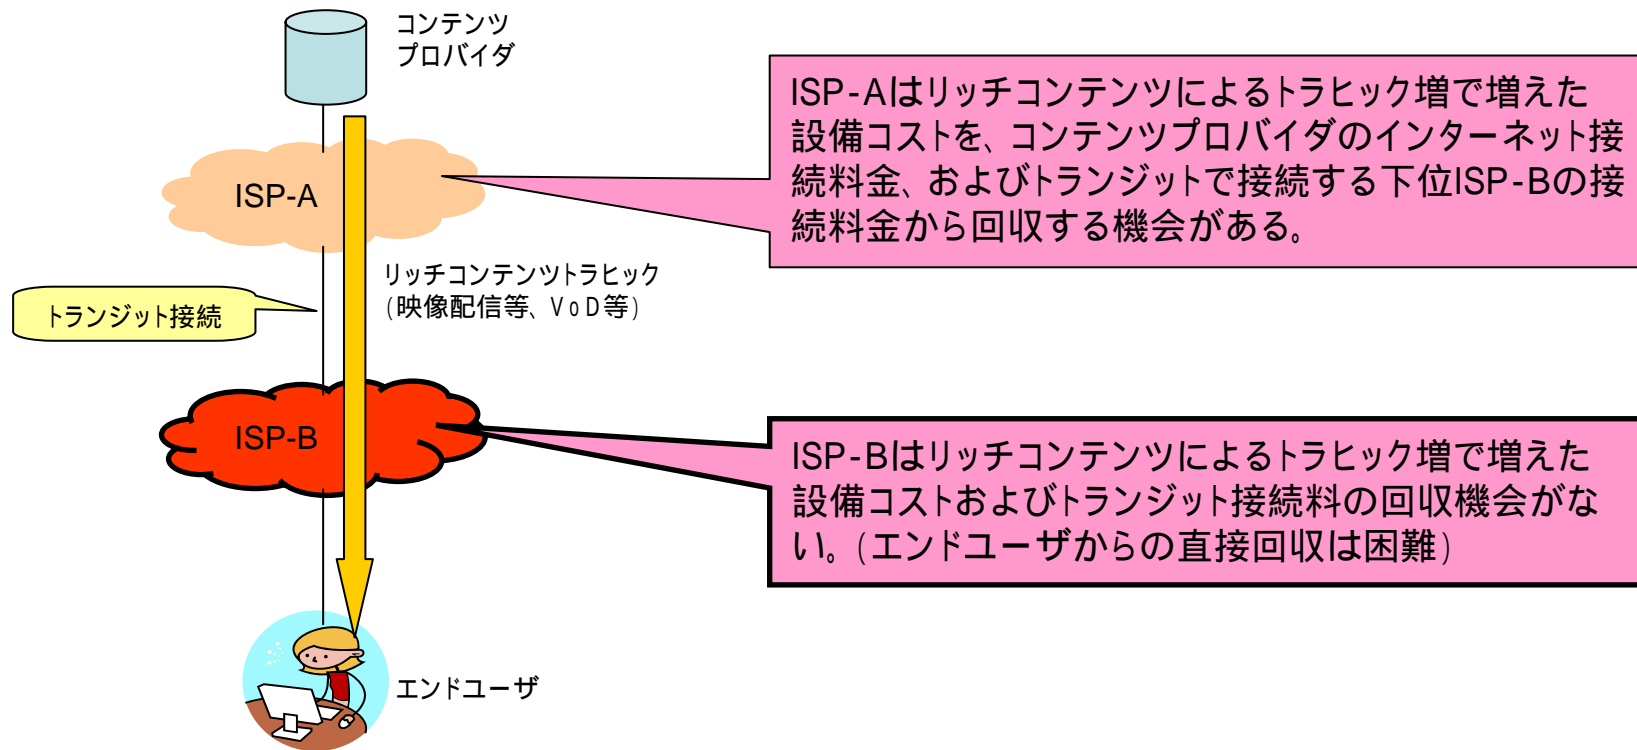 コンテンツ
プロバイダ
ISP-Aはリッチコンテンツによるトラヒック増で増えた
設備コストを、コンテンツプロバイダのインターネット接
続料金、およびトランジットで接続する下位ISP-Bの接
続料金から回収する機会がある。
ISP-A
リッチコンテンツトラヒック
(映像配信等、VoD等)
トランジット接続
ISP-B
ISP-Bはリッチコンテンツによるトラヒック増で増えた
設備コストおよびトランジット接続料の回収機会がな
い。(エンドユーザからの直接回収は困難)
エンドユーザ